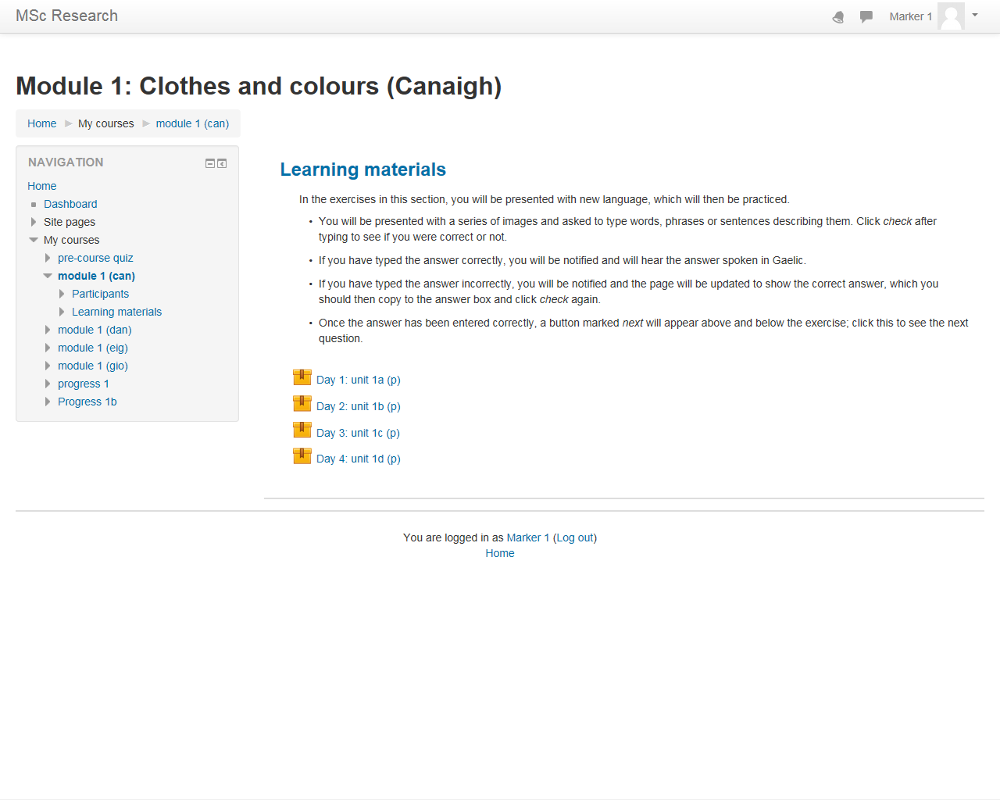 MSc Research
Marker 1
Module 1: Clothes and colours (Canaigh)
Home ► My courses ► module 1 (can)
NAVIGATION
Home
Dashboard
Site pages
My courses
pre-course quiz
module 1 (can)
Participants
Learning materials
module 1 (dan)
module 1 (eig)
module 1 (gio)
progress 1
Progress 1b
Learning materials
In the exercises in this section, you will be presented with new language, which will then be practiced.
• You will be presented with a series of images and asked to type words, phrases or sentences describing them. Click check after
typing to see if you were correct or not.
• If you have typed the answer correctly, you will be notified and will hear the answer spoken in Gaelic.
• If you have typed the answer incorrectly, you will be notified and the page will be updated to show the correct answer, which you
should then copy to the answer box and click check again.
• Once the answer has been entered correctly, a button marked next will appear above and below the exercise; click this to see the next
question.
Day 1: unit 1a (p)
Day 2: unit 1b (p)
Day 3: unit 1c (p)
Day 4: unit 1d (p)
You are logged in as Marker 1 (Log out)
Home